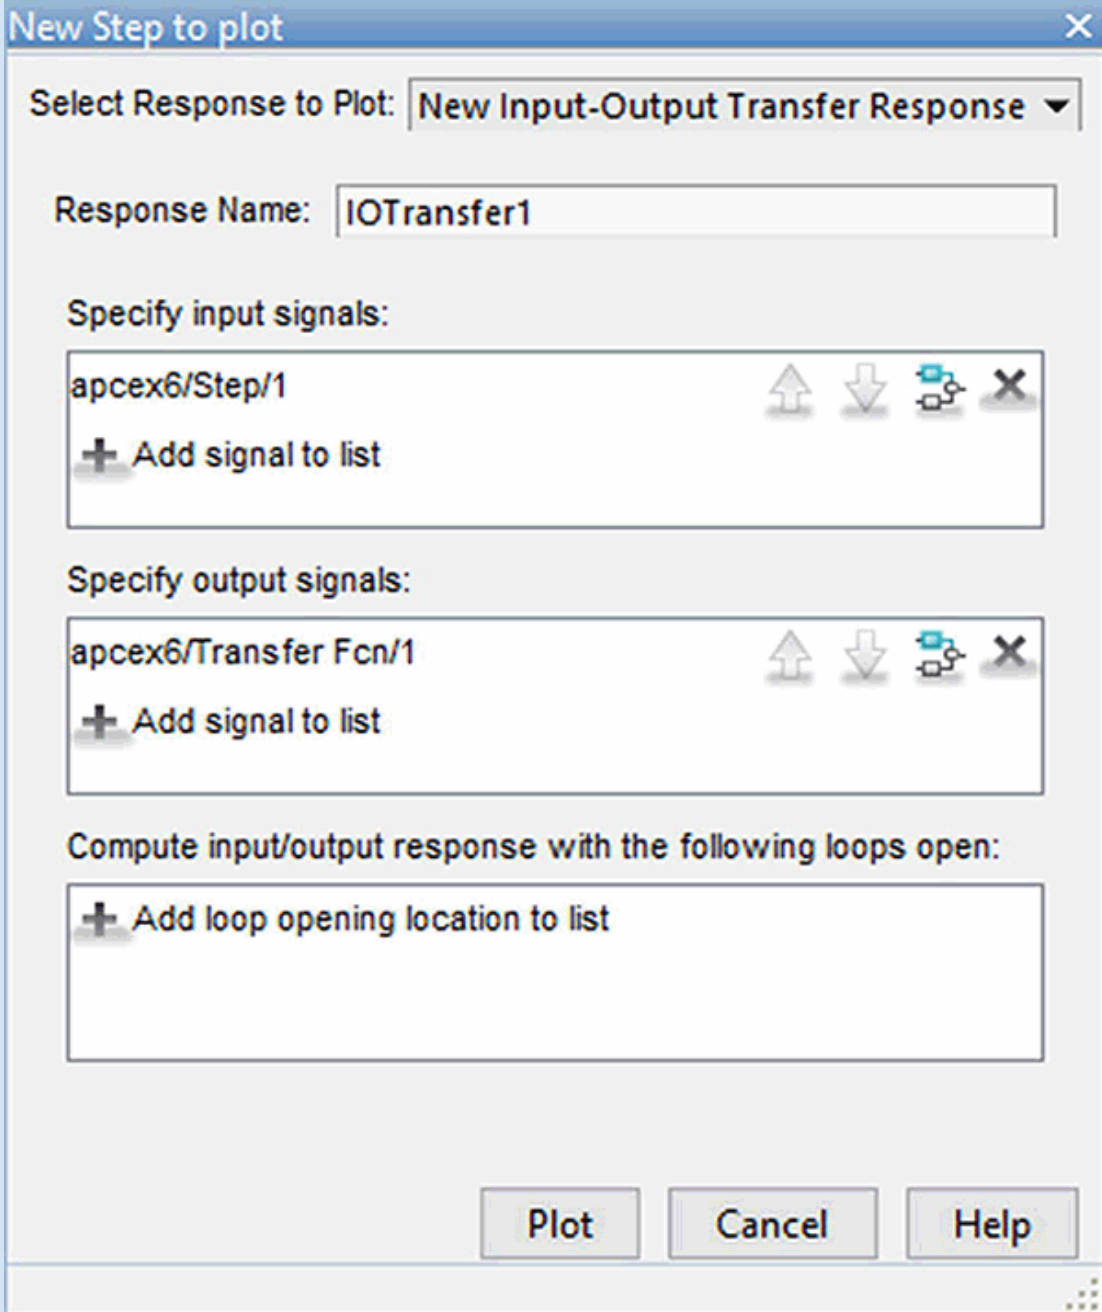 New Step to plot
Select Response to Plot: New Input-Output Transfer Response
Response Name: IOTransfer1
Specify input signals:
apcex6/Step/1
Add signal to list
Specify output signals:
apcex6/Transfer Fcn/1
Add signal to list
Compute input/output response with the following loops open:
Add loop opening location to list
Plot Cancel Help